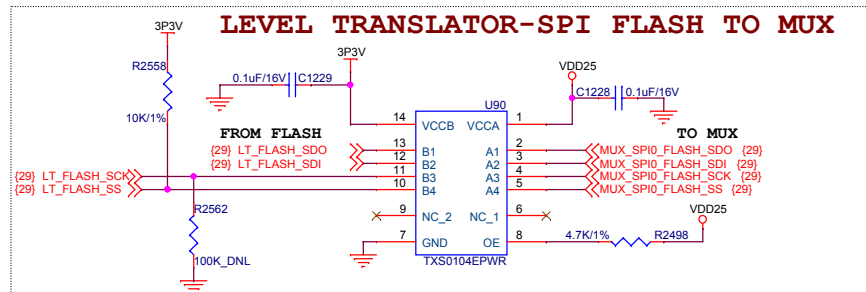 LEVEL TRANSLATOR-SPI FLASH TO MUX
3P3V
3P3V
R2558
VDD25
0.1uF/16V
C1229
C1228
0.1uF/16V
U90
10K/1%
14
VCCB
VCCA
1
FROM FLASH
TO MUX
{29} LT_FLASH_SDO
13
B1
A1
2
MUX_SPI0_FLASH_SDO {29}
{29} LT_FLASH_SDI
12
B2
A2
3
MUX_SPI0_FLASH_SDI {29}
{29} LT_FLASH_SCK
11
B3
A3
4
MUX_SPI0_FLASH_SCK {29}
{29} LT_FLASH_SS
10
B4
A4
5
MUX_SPI0_FLASH_SS {29}
R2562
9
NC_2
NC_1
6
VDD25
7
GND
OE
8
4.7K/1%
R2498
100K_DNL
TXS0104EPWR